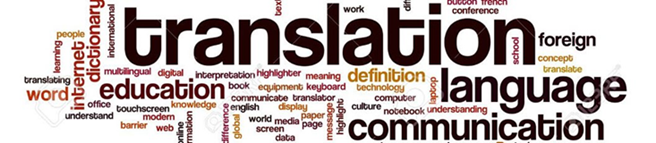 text
work
button french
conference
people
international
translation
school
foreign
learning
internet
dictionary
concept
translate
translating
multilingual
digital
interpretation
highlighter
meaning
definition
word
education
book
equipment
keyboard
technology
laptop
language
office
touchscreen
knowledge
communicate
translator
computer
understand
modern
english
display
culture
notebook
understanding
barrier
web
online
information
global
world
media
paper
message
highlight
communication
screen
page
data